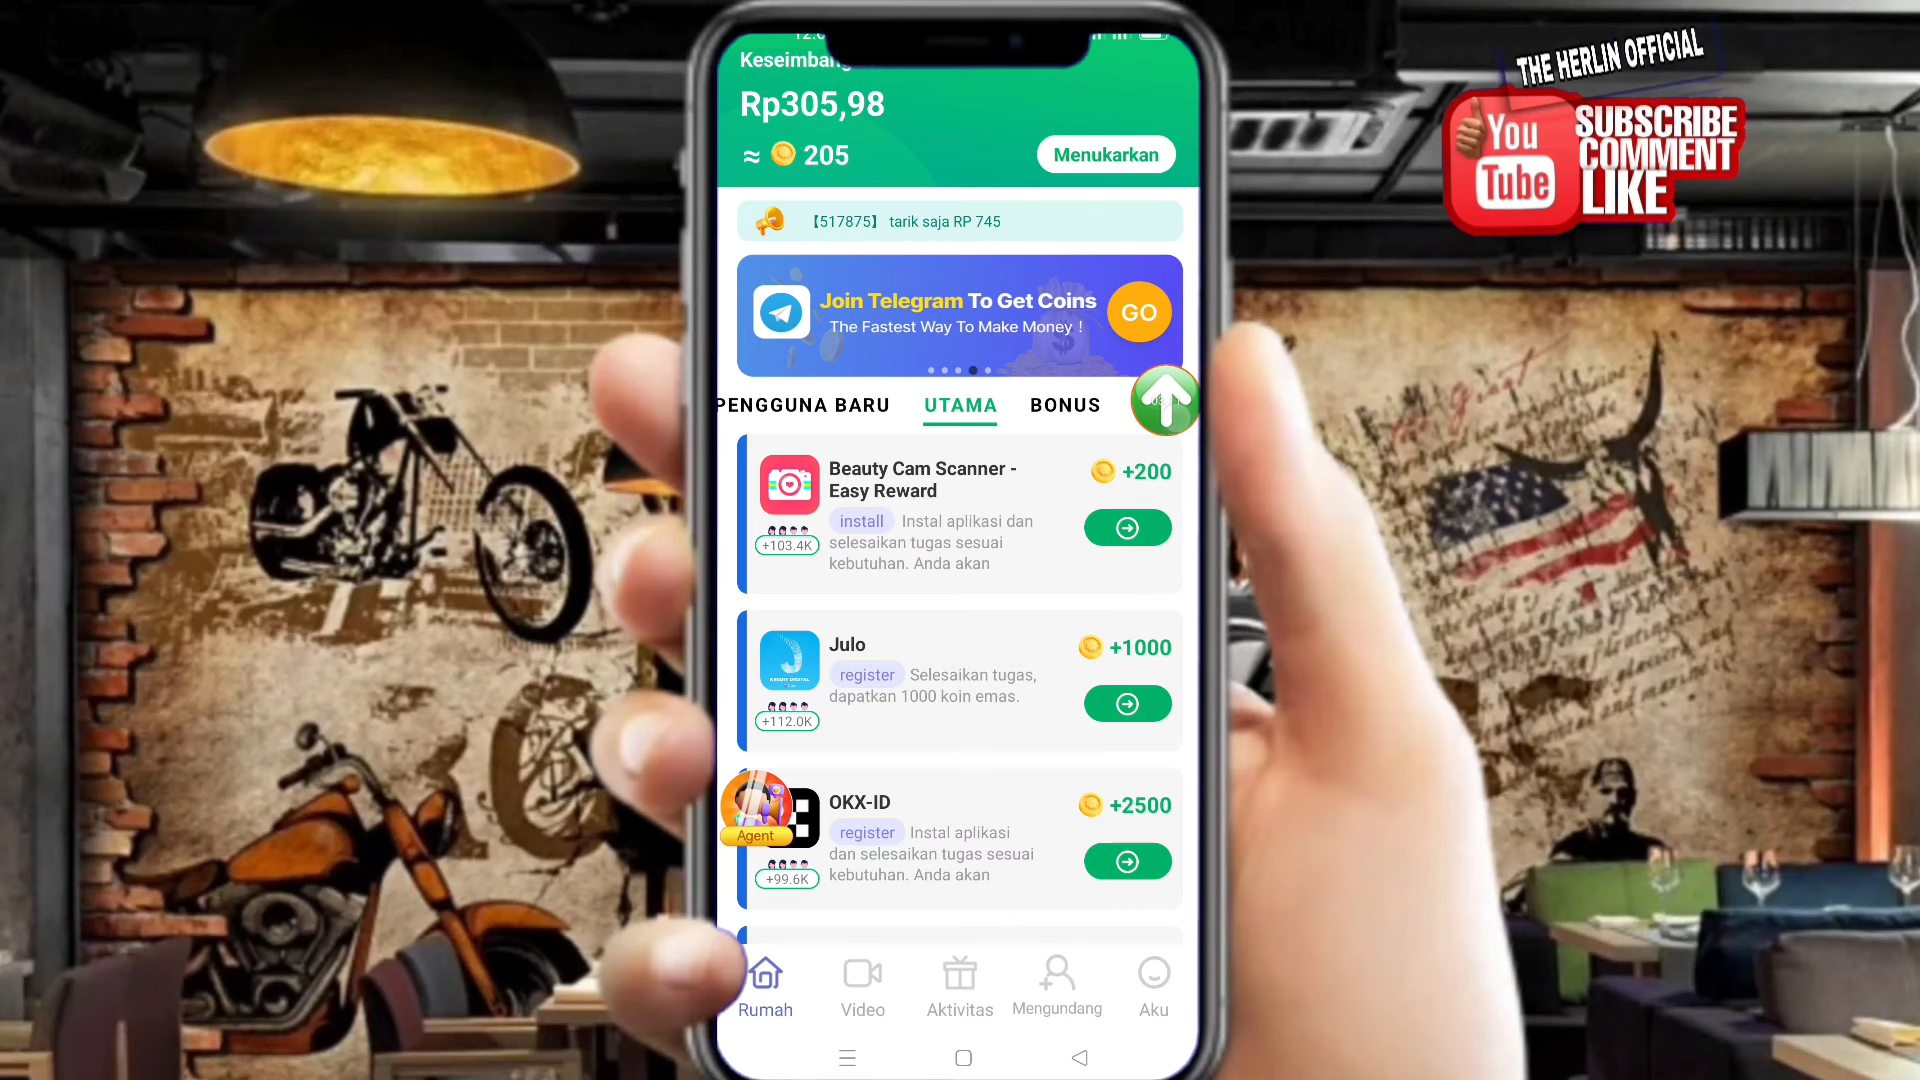 THE HERLIN OFFICIAL
You
Tube
SUBSCRIBE
COMMENT
LIKE
Rp305,98
≈ 205
Menukarkan
【517875】 tarik saja RP 745
Join Telegram To Get Coins
The Fastest Way To Make Money !
GO
PENGGUNA BARU
UTAMA
BONUS
Beauty Cam Scanner -
Easy Reward
+200
install Instal aplikasi dan
selesaikan tugas sesuai
kebutuhan. Anda akan
+103.4K
Julo
+1000
register Selesaikan tugas,
dapatkan 1000 koin emas.
KREDIT DIGITAL
+112.0K
OKX-ID
+2500
register Instal aplikasi
dan selesaikan tugas sesuai
kebutuhan. Anda akan
Agent
+99.6K
Rumah
Video
Aktivitas
Mengundang
Aku